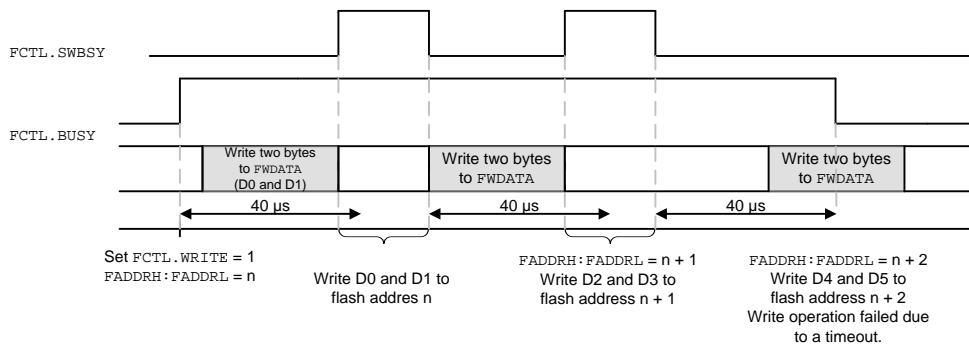 FCTL.SWBSY
FCTL.BUSY
Write two bytes
to FWDATA
(D0 and D1)
Write two bytes
to FWDATA
Write two bytes
to FWDATA
40 µs
40 µs
40 µs
Set FCTL.WRITE = 1
FADDRH:FADDRL = n
Write D0 and D1 to
flash addres n
FADDRH:FADDRL = n + 1
Write D2 and D3 to
flash address n + 1
FADDRH:FADDRL = n + 2
Write D4 and D5 to
flash address n + 2
Write operation failed due
to a timeout.